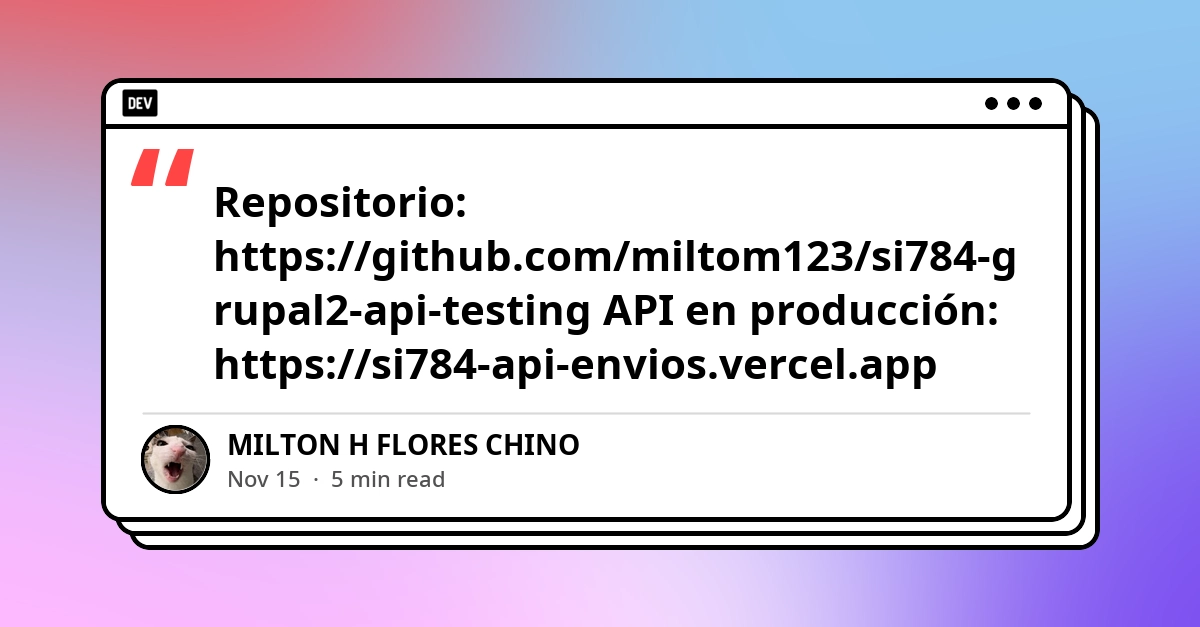 DEV
Repositorio:
https://github.com/miltom123/si784-g
rupal2-api-testing API en producción:
https://si784-api-envios.vercel.app
MILTON H FLORES CHINO
Nov 15 · 5 min read